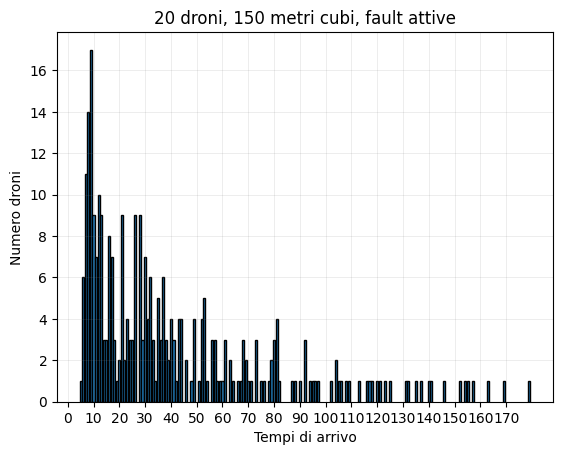 20 droni, 150 metri cubi, fault attive
Numero droni
16
14
12
10
8
6
4
2
0
0 10 20 30 40 50 60 70 80 90 100 110 120 130 140 150 160 170
Tempi di arrivo